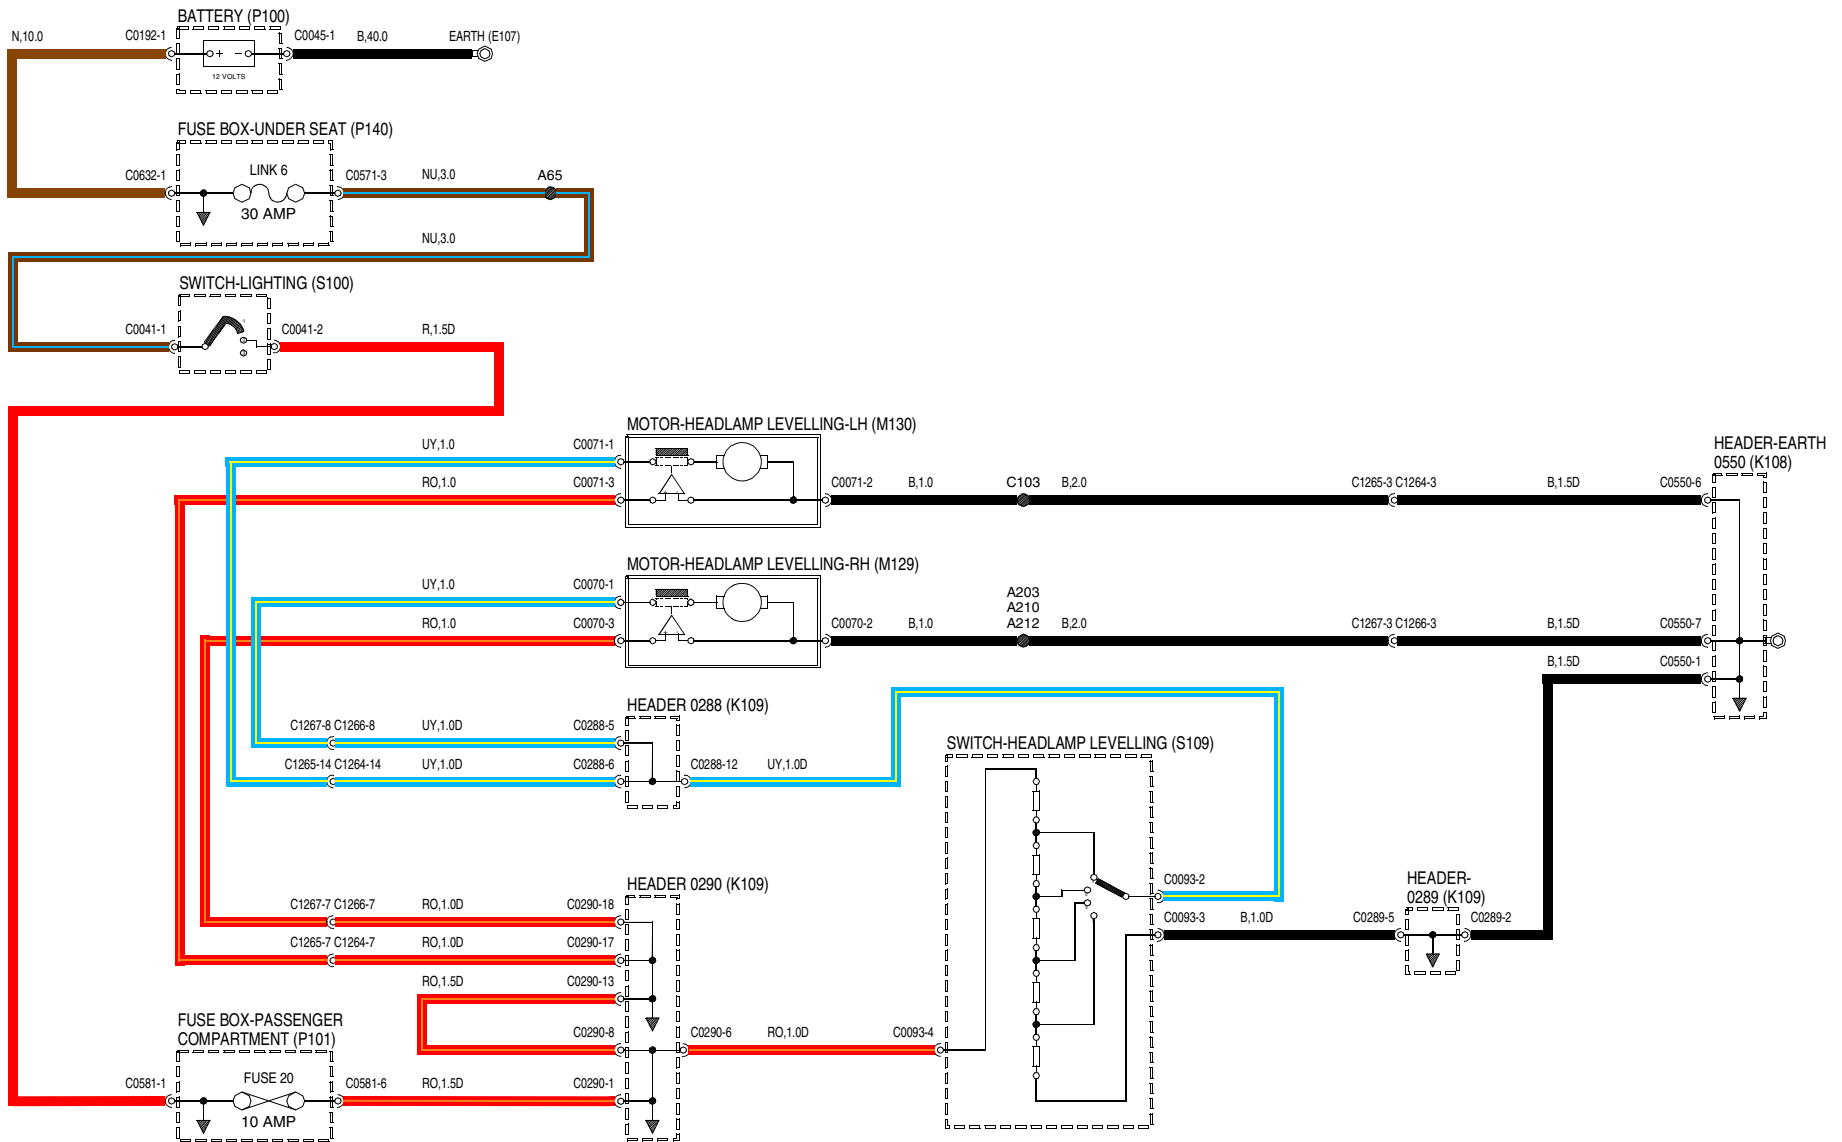 BATTERY (P100)
N,10.0
C0192-1
C0045-1
B,40.0
EARTH (E107)
+ −
12 VOLTS
FUSE BOX-UNDER SEAT (P140)
C0632-1
LINK 6
C0571-3
NU,3.0
A65
30 AMP
NU,3.0
SWITCH-LIGHTING (S100)
C0041-1
1
2
3
C0041-2
R,1.5D
MOTOR-HEADLAMP LEVELLING-LH (M130)
UY,1.0
C0071-1
RO,1.0
C0071-3
C0071-2
B,1.0
C103
B,2.0
C1265-3 C1264-3
B,1.5D
C0550-6
HEADER-EARTH
0550 (K108)
MOTOR-HEADLAMP LEVELLING-RH (M129)
UY,1.0
C0070-1
RO,1.0
C0070-3
C0070-2
B,1.0
A203
A210
A212
B,2.0
C1267-3 C1266-3
B,1.5D
C0550-7
B,1.5D
C0550-1
HEADER 0288 (K109)
C1267-8 C1266-8
UY,1.0D
C0288-5
C1265-14 C1264-14
UY,1.0D
C0288-6
C0288-12
UY,1.0D
SWITCH-HEADLAMP LEVELLING (S109)
HEADER 0290 (K109)
C1267-7 C1266-7
RO,1.0D
C0290-18
C1265-7 C1264-7
RO,1.0D
C0290-17
RO,1.5D
C0290-13
C0290-8
C0290-6
RO,1.0D
C0093-4
C0093-2
C0093-3
B,1.0D
C0289-5
HEADER-
0289 (K109)
C0289-2
FUSE BOX-PASSENGER
COMPARTMENT (P101)
C0581-1
FUSE 20
C0581-6
RO,1.5D
C0290-1
10 AMP